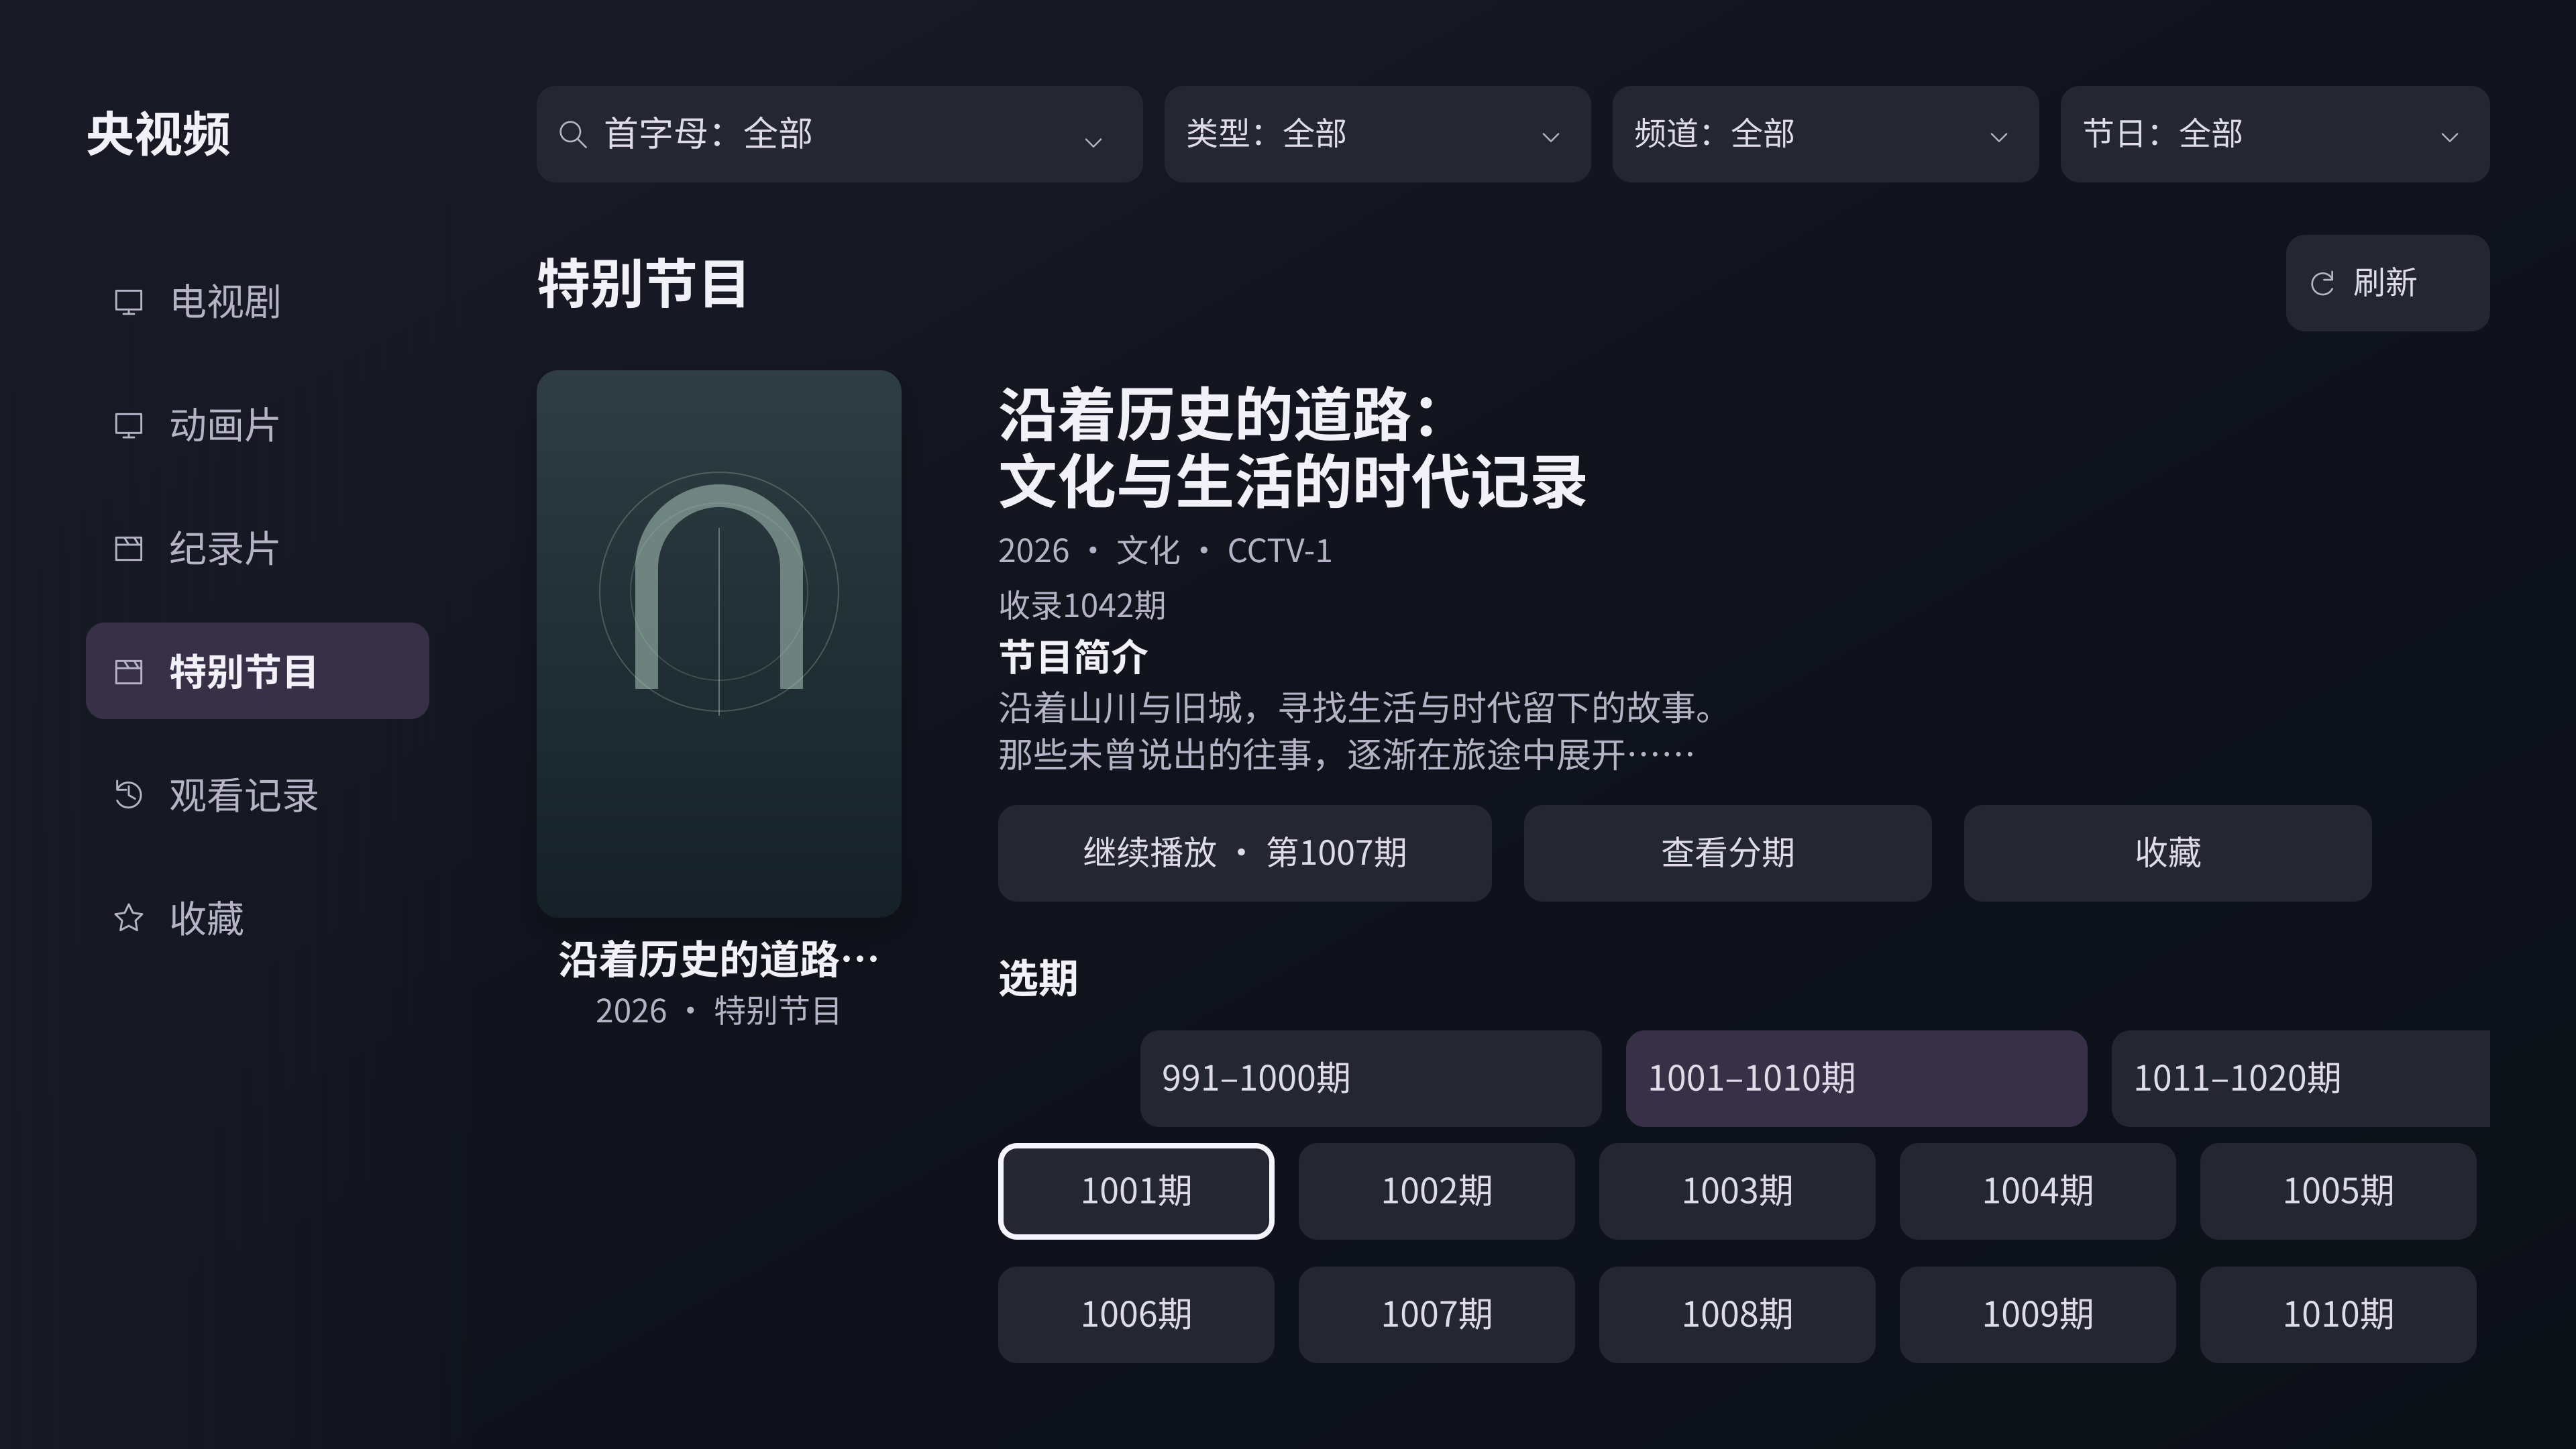 央视频
首字母：全部
类型：全部
频道：全部
节日：全部
特别节目
刷新
电视剧
动画片
纪录片
特别节目
观看记录
收藏
沿着历史的道路…
2026 · 特别节目
沿着历史的道路：
文化与生活的时代记录
2026 · 文化 · CCTV-1
收录1042期
节目简介
沿着山川与旧城，寻找生活与时代留下的故事。
那些未曾说出的往事，逐渐在旅途中展开……
继续播放 · 第1007期
查看分期
收藏
选期
991–1000期
1001–1010期
1011–1020期
1001期
1002期
1003期
1004期
1005期
1006期
1007期
1008期
1009期
1010期